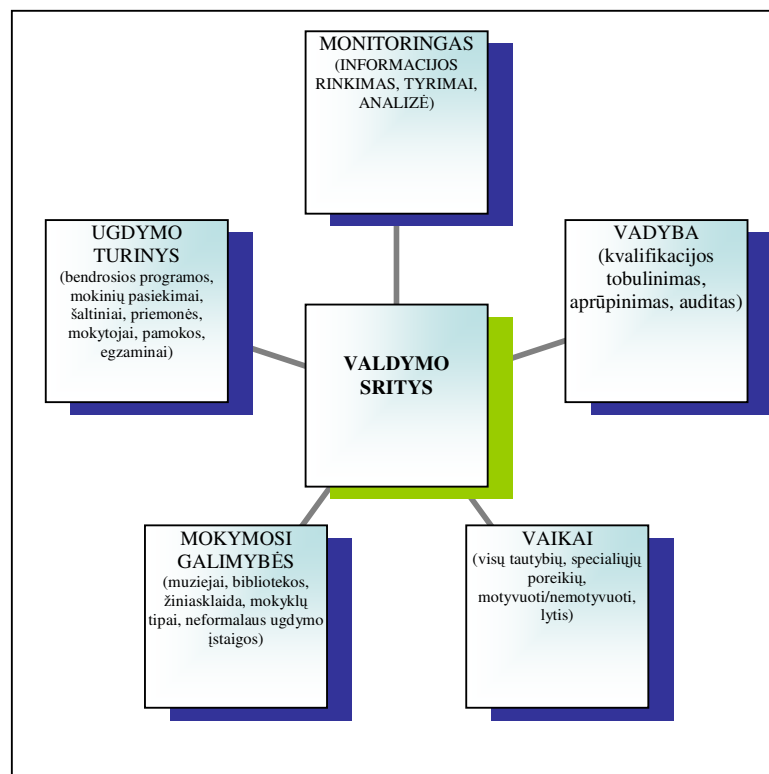 MONITORINGAS
(INFORMACIJOS
RINKIMAS, TYRIMAI,
ANALIZĖ)
UGDYMO
TURINYS
(bendrosios programos,
mokinių pasiekimai,
šaltiniai, priemonės,
mokytojai, pamokos,
egzaminai)
VADYBA
(kvalifikacijos
tobulinimas,
aprūpinimas, auditas)
VALDYMO
SRITYS
MOKYMOSI
GALIMYBĖS
(muziejai, bibliotekos,
žiniasklaida, mokyklų
tipai, neformalaus ugdymo
įstaigos)
VAIKAI
(visų tautybių, specialiųjų
poreikių,
motyvuoti/nemotyvuoti,
lytis)